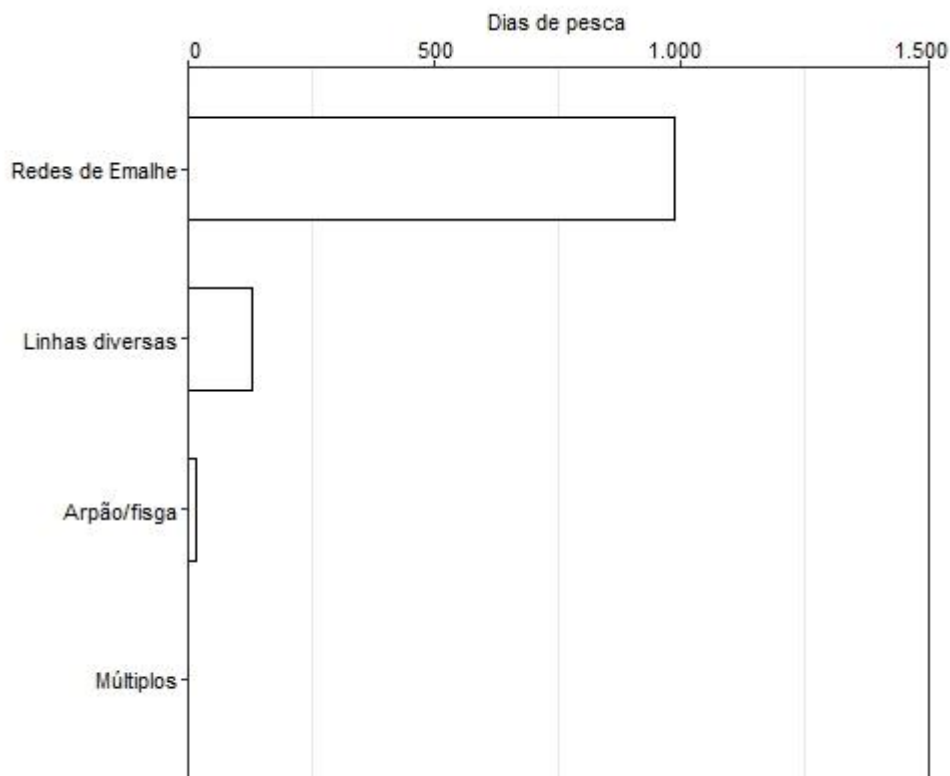 Dias de pesca
0 500 1.000 1.500
Redes de Emalhe
Linhas diversas
Arpão/fisga
Múltiplos